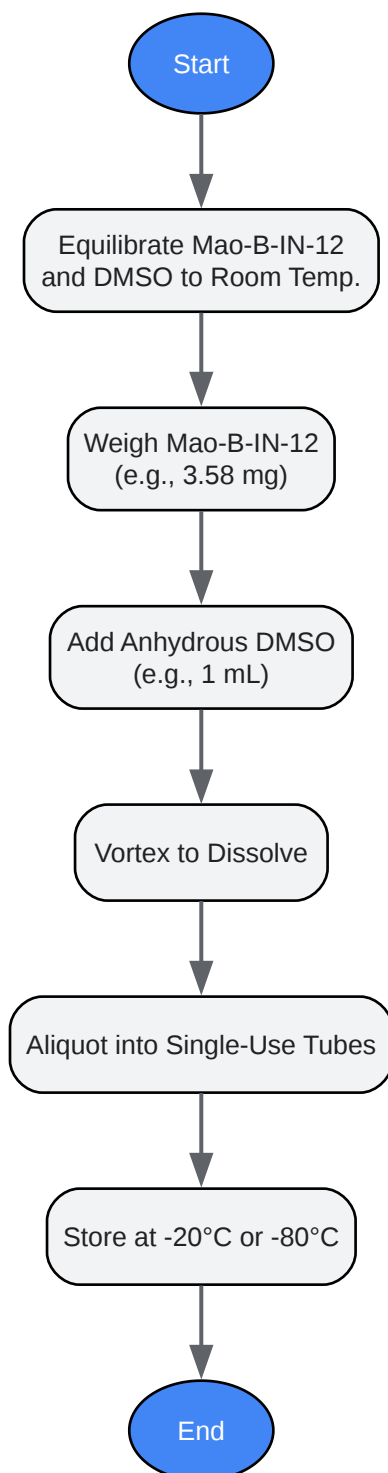 Start
Equilibrate Mao-B-IN-12
and DMSO to Room Temp.
Weigh Mao-B-IN-12
(e.g., 3.58 mg)
Add Anhydrous DMSO
(e.g., 1 mL)
Vortex to Dissolve
Aliquot into Single-Use Tubes
Store at -20°C or -80°C
End